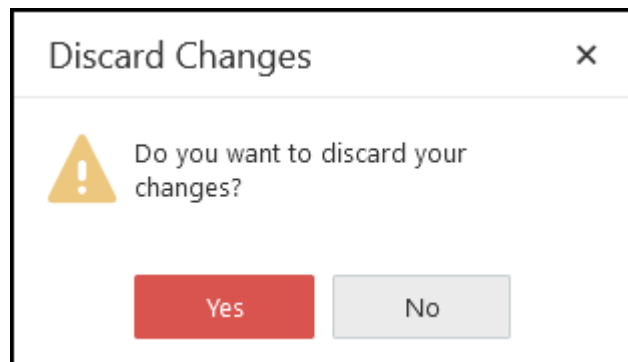 Discard Changes
Do you want to discard your
changes?
Yes
No